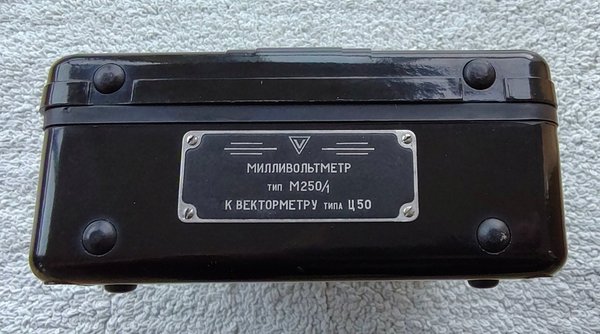 МИЛЛИВОЛЬТМЕТР
ТИП М250/1
К ВЕКТОРМЕТРУ ТИПА Ц50